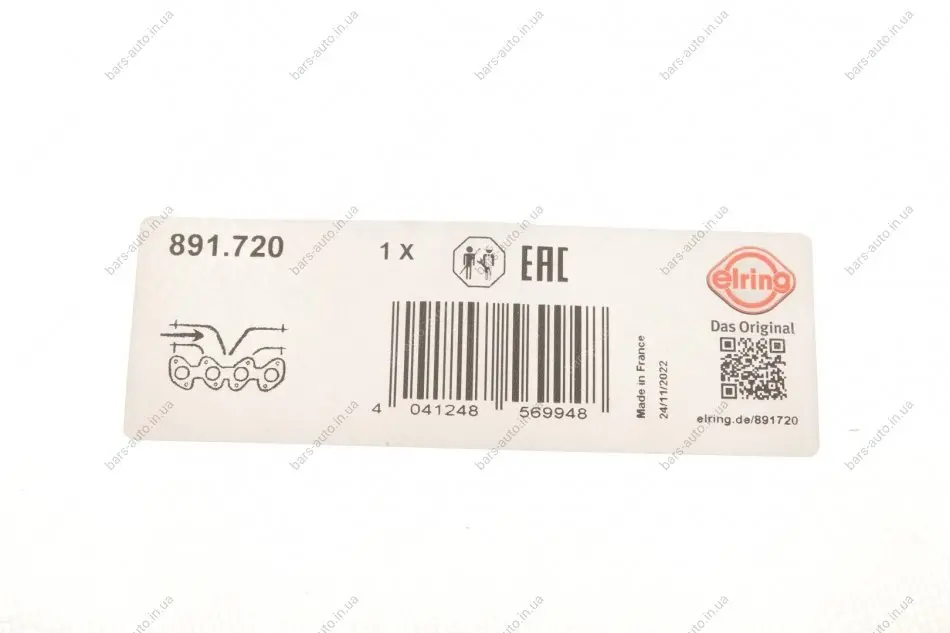 891.720
1 X
EAC
elring
Das Original
4 041248 569948
Made in France
24/11/2022
elring.de/891720
bars-auto.in.ua